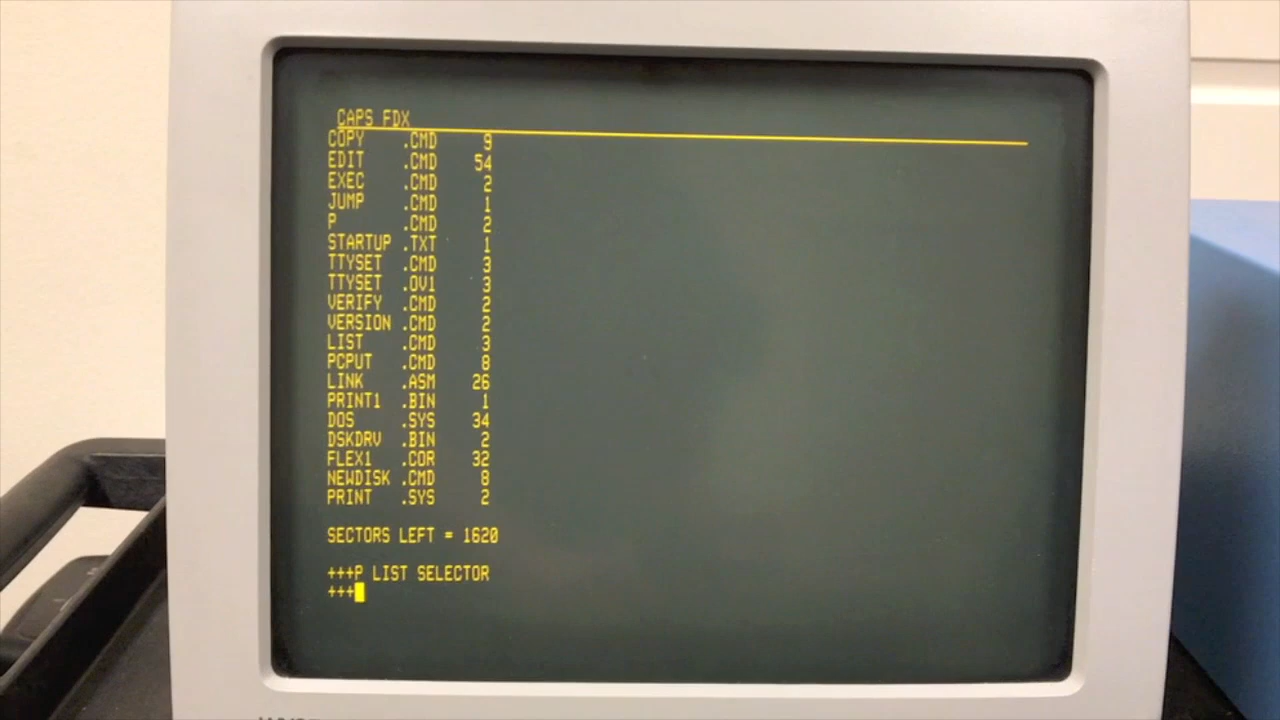 CAPS FDX
COPY .CMD 9
EDIT .CMD 54
EXEC .CMD 2
JUMP .CMD 1
P .CMD 2
STARTUP .TXT 1
TTYSET .CMD 3
TTYSET .OV1 3
VERIFY .CMD 2
VERSION .CMD 2
LIST .CMD 3
PCPUT .CMD 8
LINK .ASM 26
PRINT1 .BIN 1
DOS .SYS 34
DSKDRV .BIN 2
FLEX1 .COR 32
NEWDISK .CMD 8
PRINT .SYS 2
SECTORS LEFT = 1620
+++P LIST SELECTOR
+++